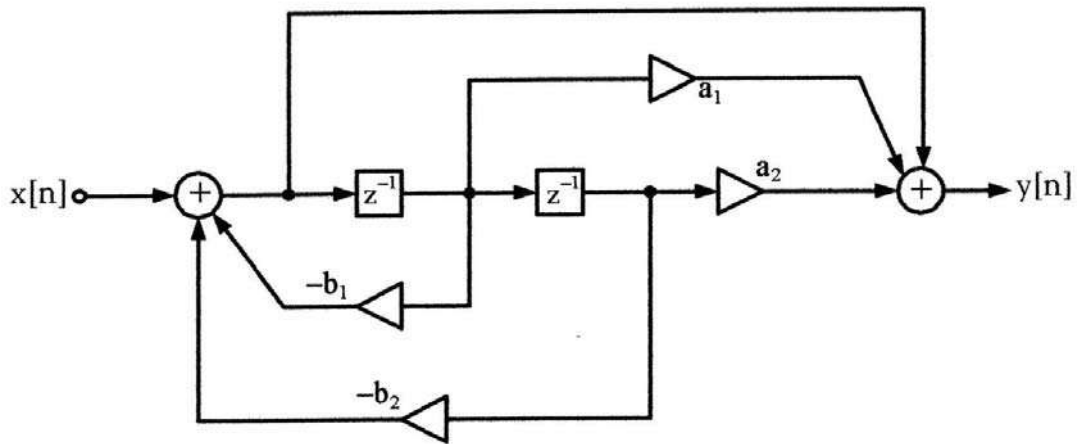 a₁
x[n]
+
z⁻¹
z⁻¹
a₂
+
y[n]
−b₁
−b₂